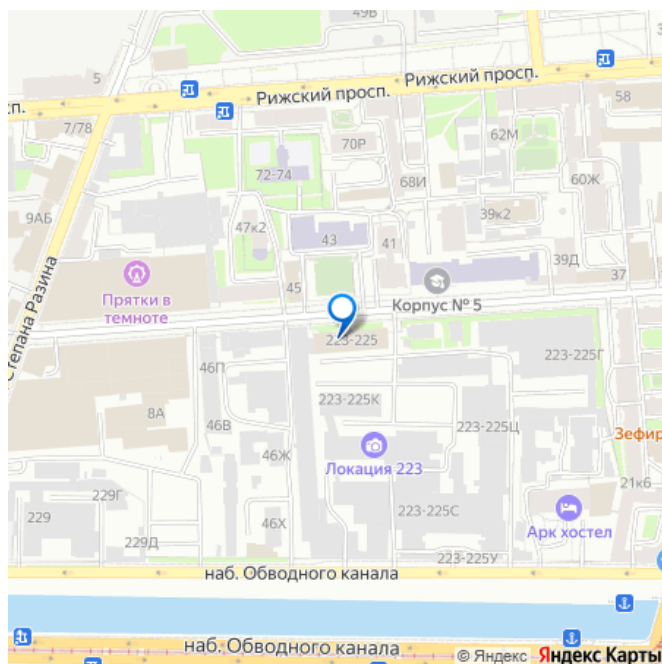 49В
5
Рижский просп.
Рижский просп.
сп.
7/78
70Р
62М
58
72-74
68И
60Ж
9АБ
39к2
47к2
43
41
39Д
37
Степана Разина
Прятки в
темноте
45
Корпус № 5
223-225
223-225Г
46П
8А
46В
223-225К
223-225Ц
Зефир
46Ж
Локация 223
21к6
229Г
229
46Х
223-225С
229Д
Арк хостел
223-225У
наб. Обводного канала
наб. Обводного канала
© Яндекс Яндекс Карты